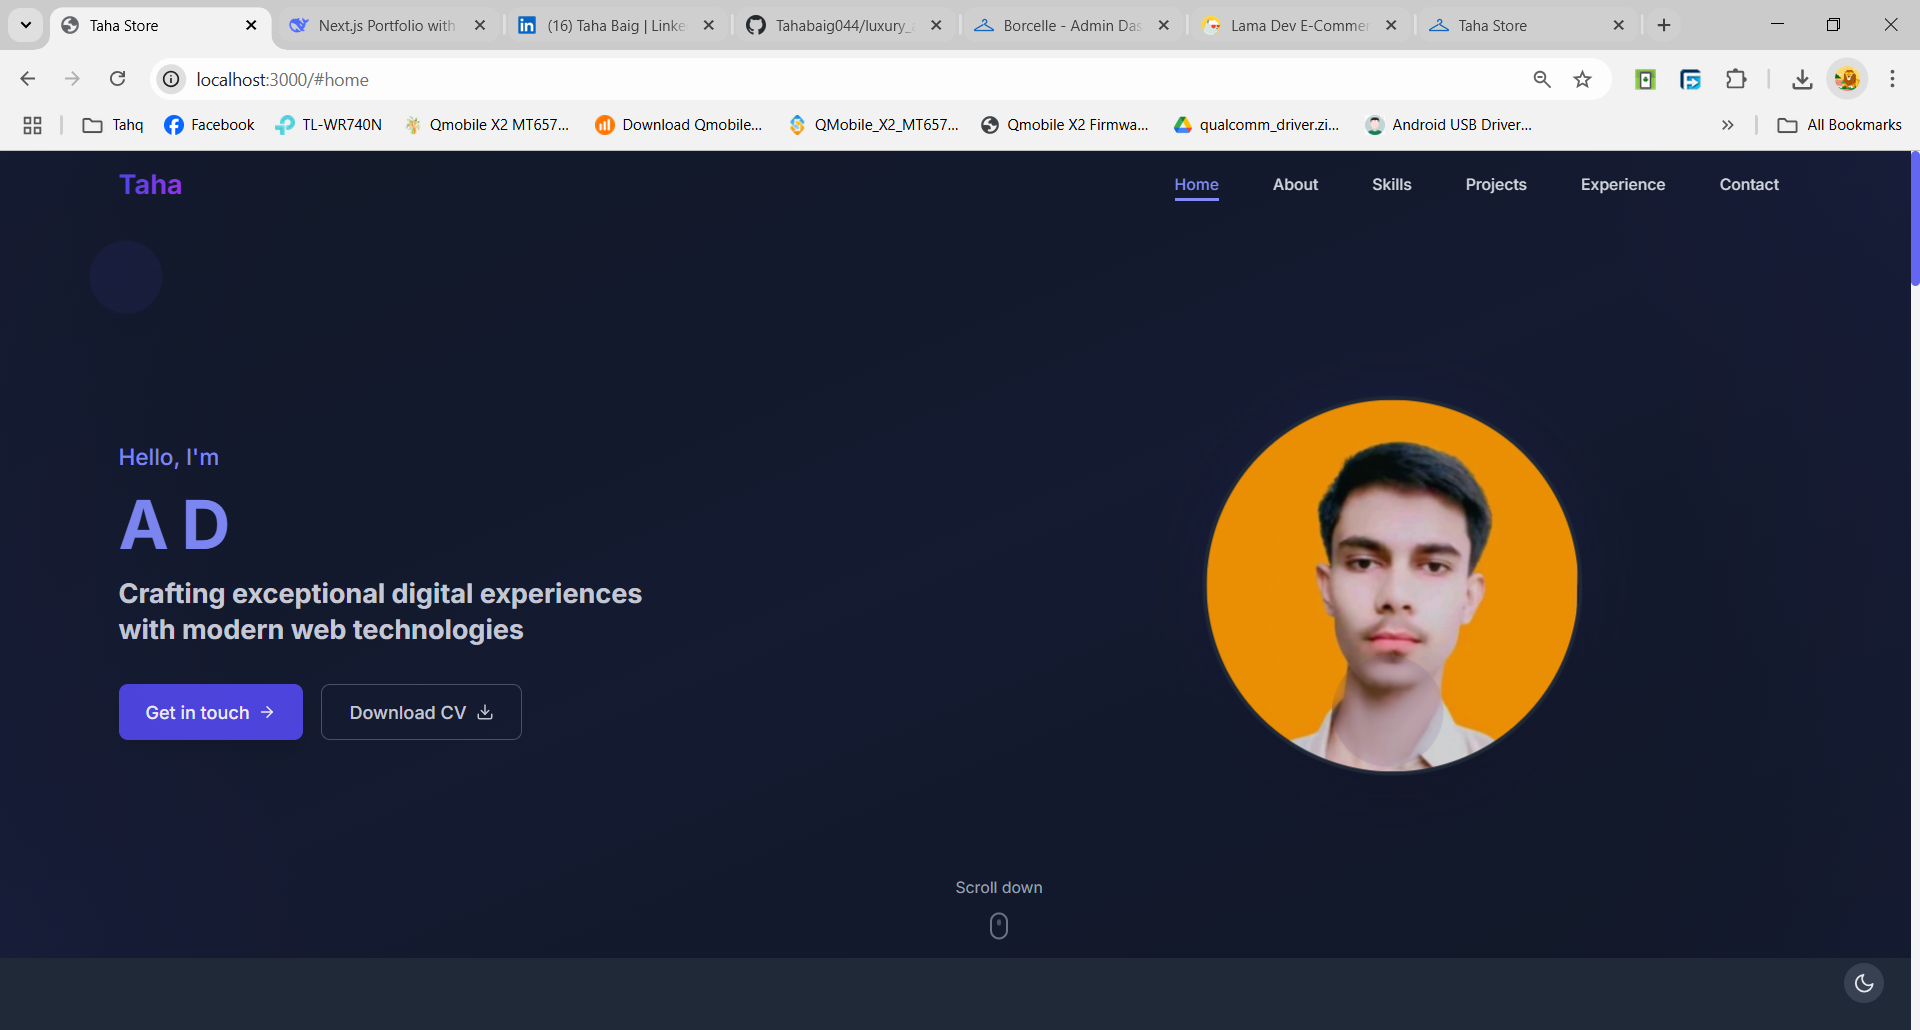 Taha Store
Next.js Portfolio with
(16) Taha Baig | Linke
Tahabaig044/luxury_
Borcelle - Admin Das
Lama Dev E-Commer
Taha Store
localhost:3000/#home
Tahq
Facebook
TL-WR740N
Qmobile X2 MT657...
Download Qmobile...
QMobile_X2_MT657...
Qmobile X2 Firmwa...
qualcomm_driver.zi...
Android USB Driver...
All Bookmarks
Taha
Home
About
Skills
Projects
Experience
Contact
Hello, I'm
A D
Crafting exceptional digital experiences
with modern web technologies
Get in touch
Download CV
Scroll down